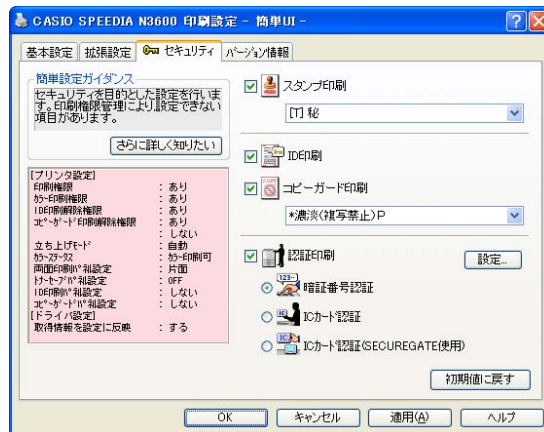 CASIO SPEEDIA N3600 印刷設定 - 簡単UI -
基本設定 拡張設定 セキュリティ バージョン情報
簡単設定ガイダンス
セキュリティを目的とした設定を行いま
す。印刷権限管理により設定できない
項目があります。
さらに詳しく知りたい
[プリンタ設定]
印刷権限 : あり
カラー印刷権限 : あり
ID印刷解除権限 : あり
コピーガード印刷解除権限 : あり
: しない
立ち上げモード : 自動
カラーステータス : カラー印刷可
両面印刷パネル設定 : 片面
トナーセーブパネル設定 : OFF
ID印刷パネル設定 : しない
コピーガードパネル設定 : しない
[ドライバ設定]
取得情報を設定に反映 : する
スタンプ印刷
[T] 秘
ID印刷
コピーガード印刷
*濃淡(複写禁止)P
認証印刷
設定...
暗証番号認証
ICカード認証
ICカード認証(SECUREGATE使用)
初期値に戻す
OK キャンセル 適用(A) ヘルプ